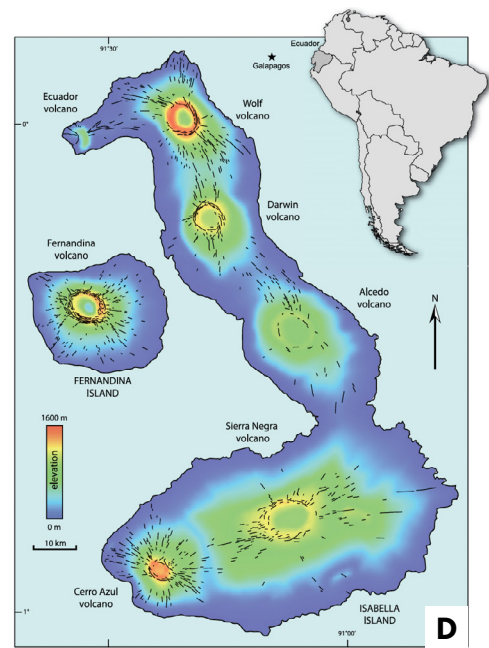 91°30'
Ecuador
Galapagos
Ecuador
volcano
Wolf
volcano
0°
Darwin
volcano
Fernandina
volcano
Alcedo
volcano
N
FERNANDINA
ISLAND
1600 m
elevation
0 m
10 km
Sierra Negra
volcano
Cerro Azul
volcano
ISABELLA
ISLAND
1°
91°00'
D